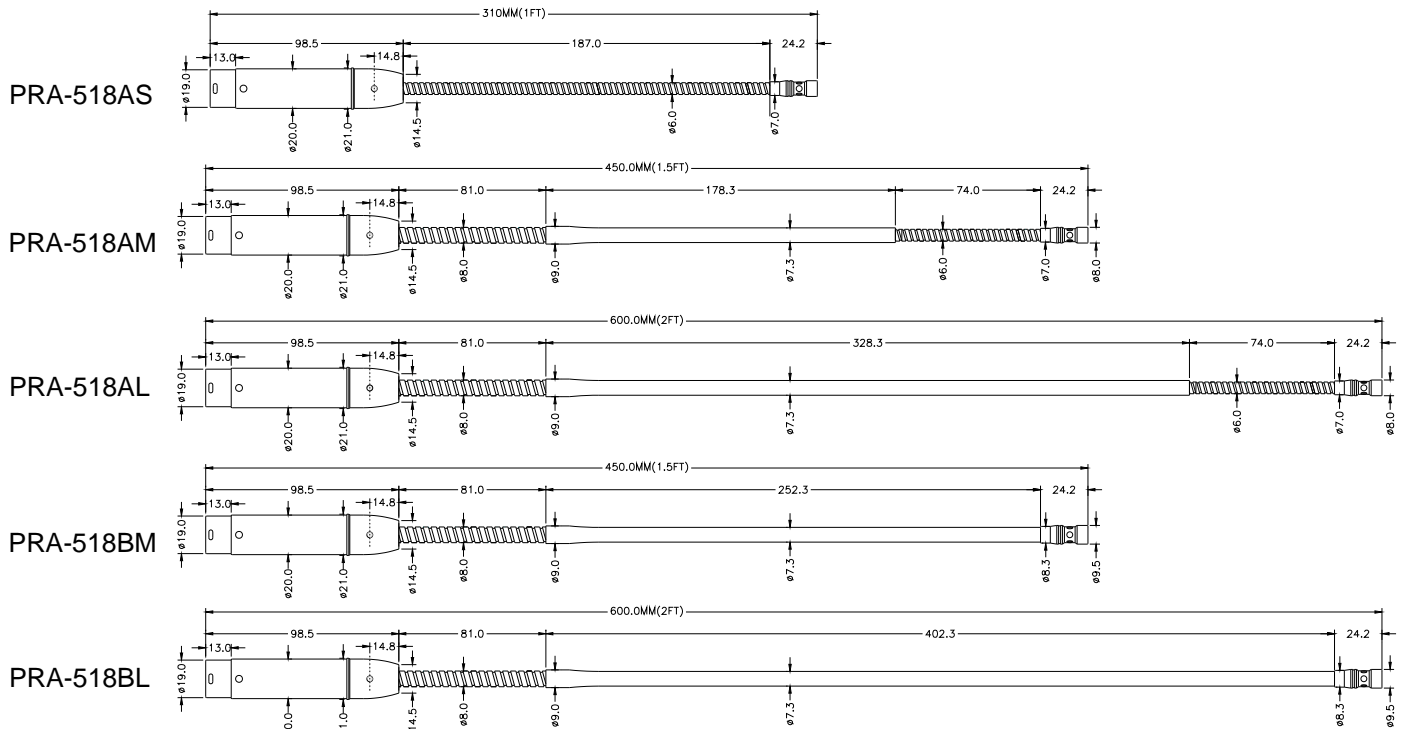 310MM(1FT)
98.5 187.0 24.2
13.0 14.8
PRA-518AS
ø19.0 ø20.0 ø21.0 ø14.5 ø6.0 ø7.0
450.0MM(1.5FT)
98.5 81.0 178.3 74.0 24.2
13.0 14.8
PRA-518AM
ø19.0 ø20.0 ø21.0 ø14.5 ø8.0 ø9.0 ø7.3 ø6.0 ø7.0 ø8.0
600.0MM(2FT)
98.5 81.0 328.3 74.0 24.2
13.0 14.8
PRA-518AL
ø19.0 ø20.0 ø21.0 ø14.5 ø8.0 ø9.0 ø7.3 ø6.0 ø7.0 ø8.0
450.0MM(1.5FT)
98.5 81.0 252.3 24.2
13.0 14.8
PRA-518BM
ø19.0 ø20.0 ø21.0 ø14.5 ø8.0 ø9.0 ø7.3 ø8.3 ø9.5
600.0MM(2FT)
98.5 81.0 402.3 24.2
13.0 14.8
PRA-518BL
ø19.0 0.0 1.0 14.5 ø8.0 ø9.0 ø7.3 ø8.3 ø9.5